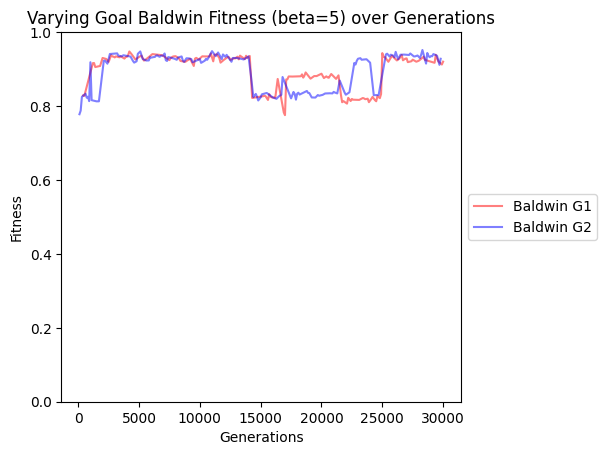 Varying Goal Baldwin Fitness (beta=5) over Generations
1.0
0.8
0.6
0.4
0.2
0.0
Fitness
0 5000 10000 15000 20000 25000 30000
Generations
Baldwin G1
Baldwin G2